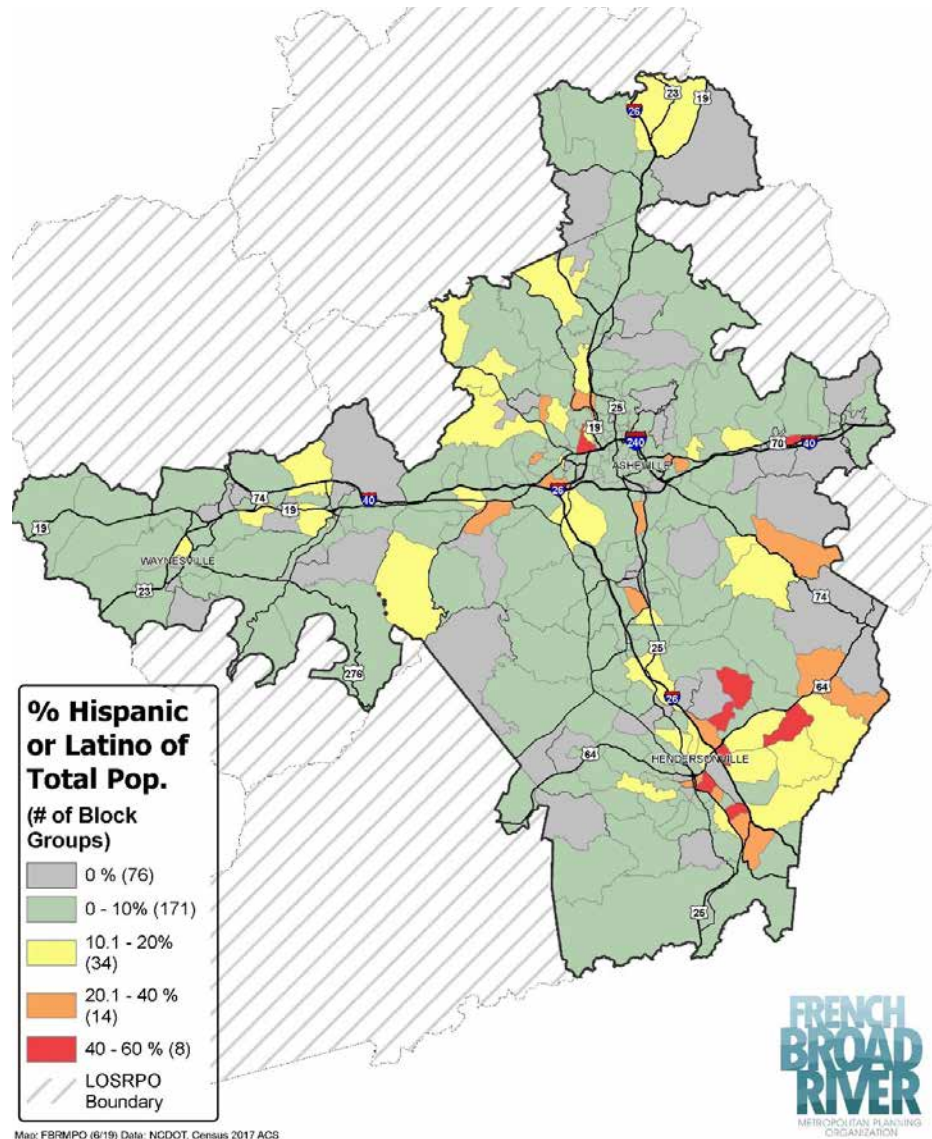 23
19
26
25
19
240
70
40
ASHEVILLE
26
74
40
19
19
WAYNESVILLE
23
74
276
25
64
26
HENDERSONVILLE
64
25
% Hispanic
or Latino of
Total Pop.
(# of Block
Groups)
0 % (76)
0 - 10% (171)
10.1 - 20%
(34)
20.1 - 40 %
(14)
40 - 60 % (8)
LOSRPO
Boundary
FRENCH
BROAD
RIVER
METROPOLITAN PLANNING
ORGANIZATION
Map: FBRMPO (6/19) Data: NCDOT, Census 2017 ACS